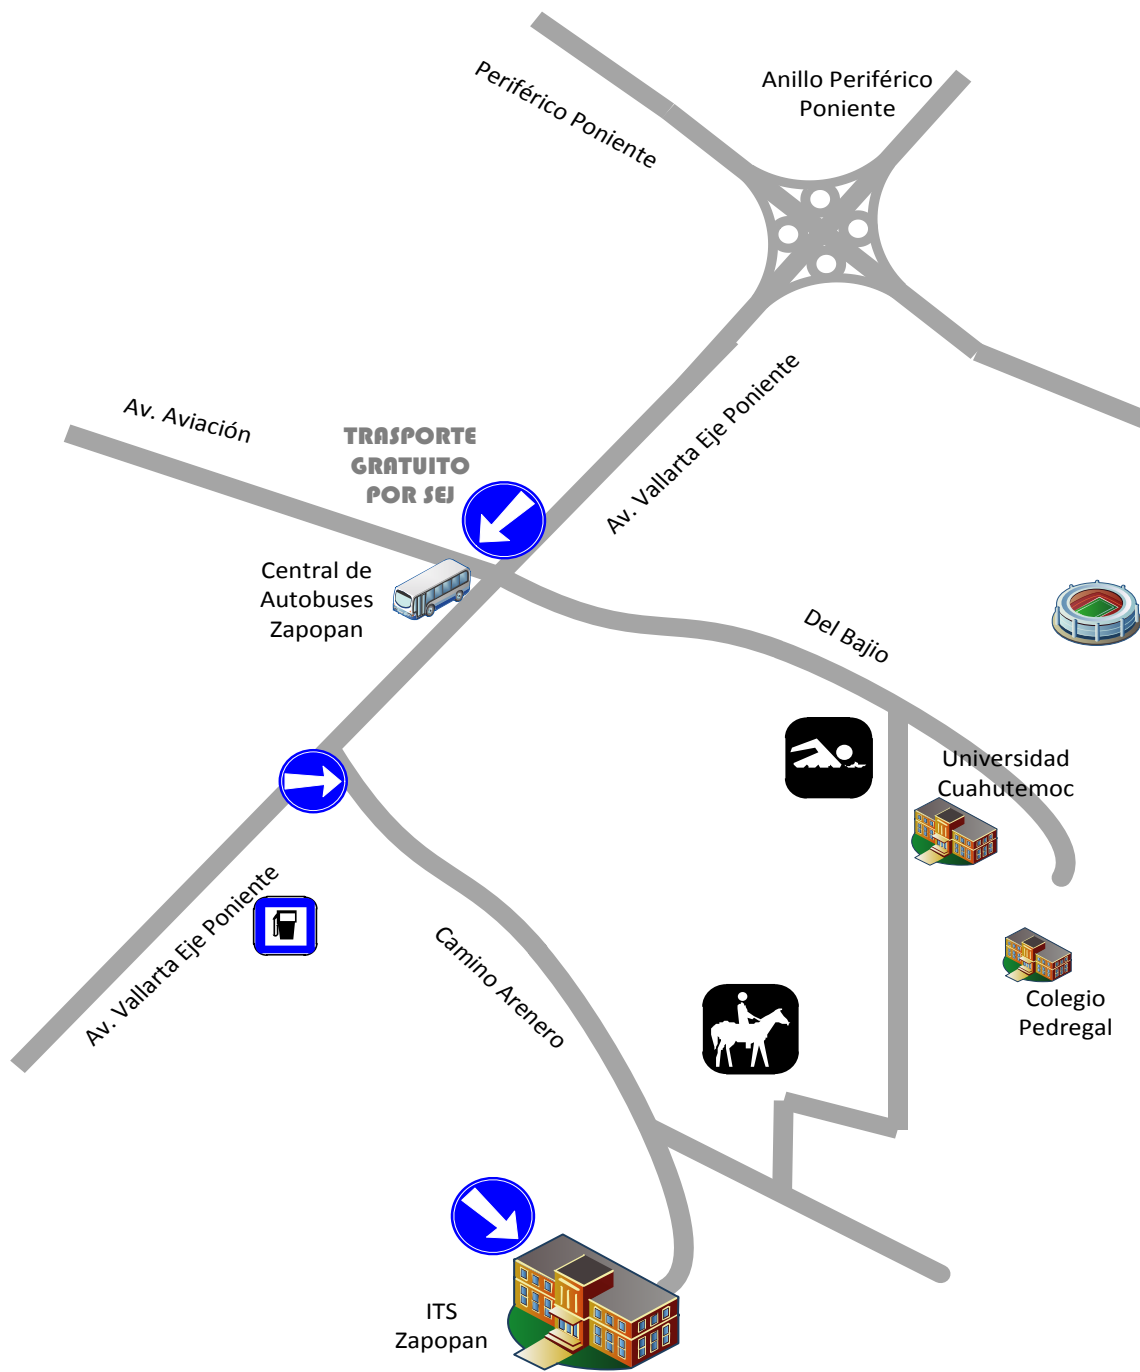 Periférico Poniente
Anillo Periférico
Poniente
Av. Aviación
TRASPORTE
GRATUITO
POR SEJ
Av. Vallarta Eje Poniente
Central de
Autobuses
Zapopan
Del Bajio
Universidad
Cuahutemoc
Av. Vallarta Eje Poniente
Camino Arenero
Colegio
Pedregal
ITS
Zapopan